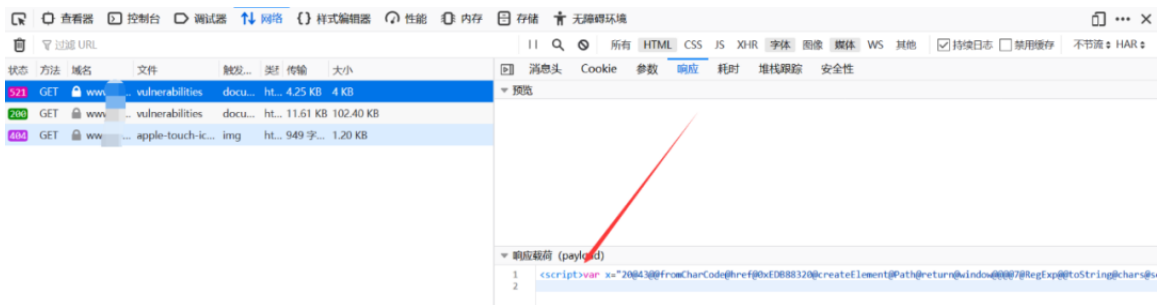 查看器 控制台 调试器 网络 {} 样式编辑器 性能 内存 存储 无障碍环境
过滤 URL 所有 HTML CSS JS XHR 字体 图像 媒体 WS 其他 持续日志 禁用缓存 不节流 HAR
状态 方法 域名 文件 触发... 类型 传输 大小 消息头 Cookie 参数 响应 耗时 堆栈跟踪 安全性
521 GET www ... vulnerabilities docu... ht... 4.25 KB 4 KB 预览
200 GET www ... vulnerabilities docu... ht... 11.61 KB 102.40 KB
404 GET ww ... apple-touch-ic... img ht... 949 字... 1.20 KB
响应载荷 (payload)
1 <script>var x="20@43@@fromCharCode@href@0xEDB88320@createElement@Path@return@window@@@@7@RegExp@@toString@chars@s
2